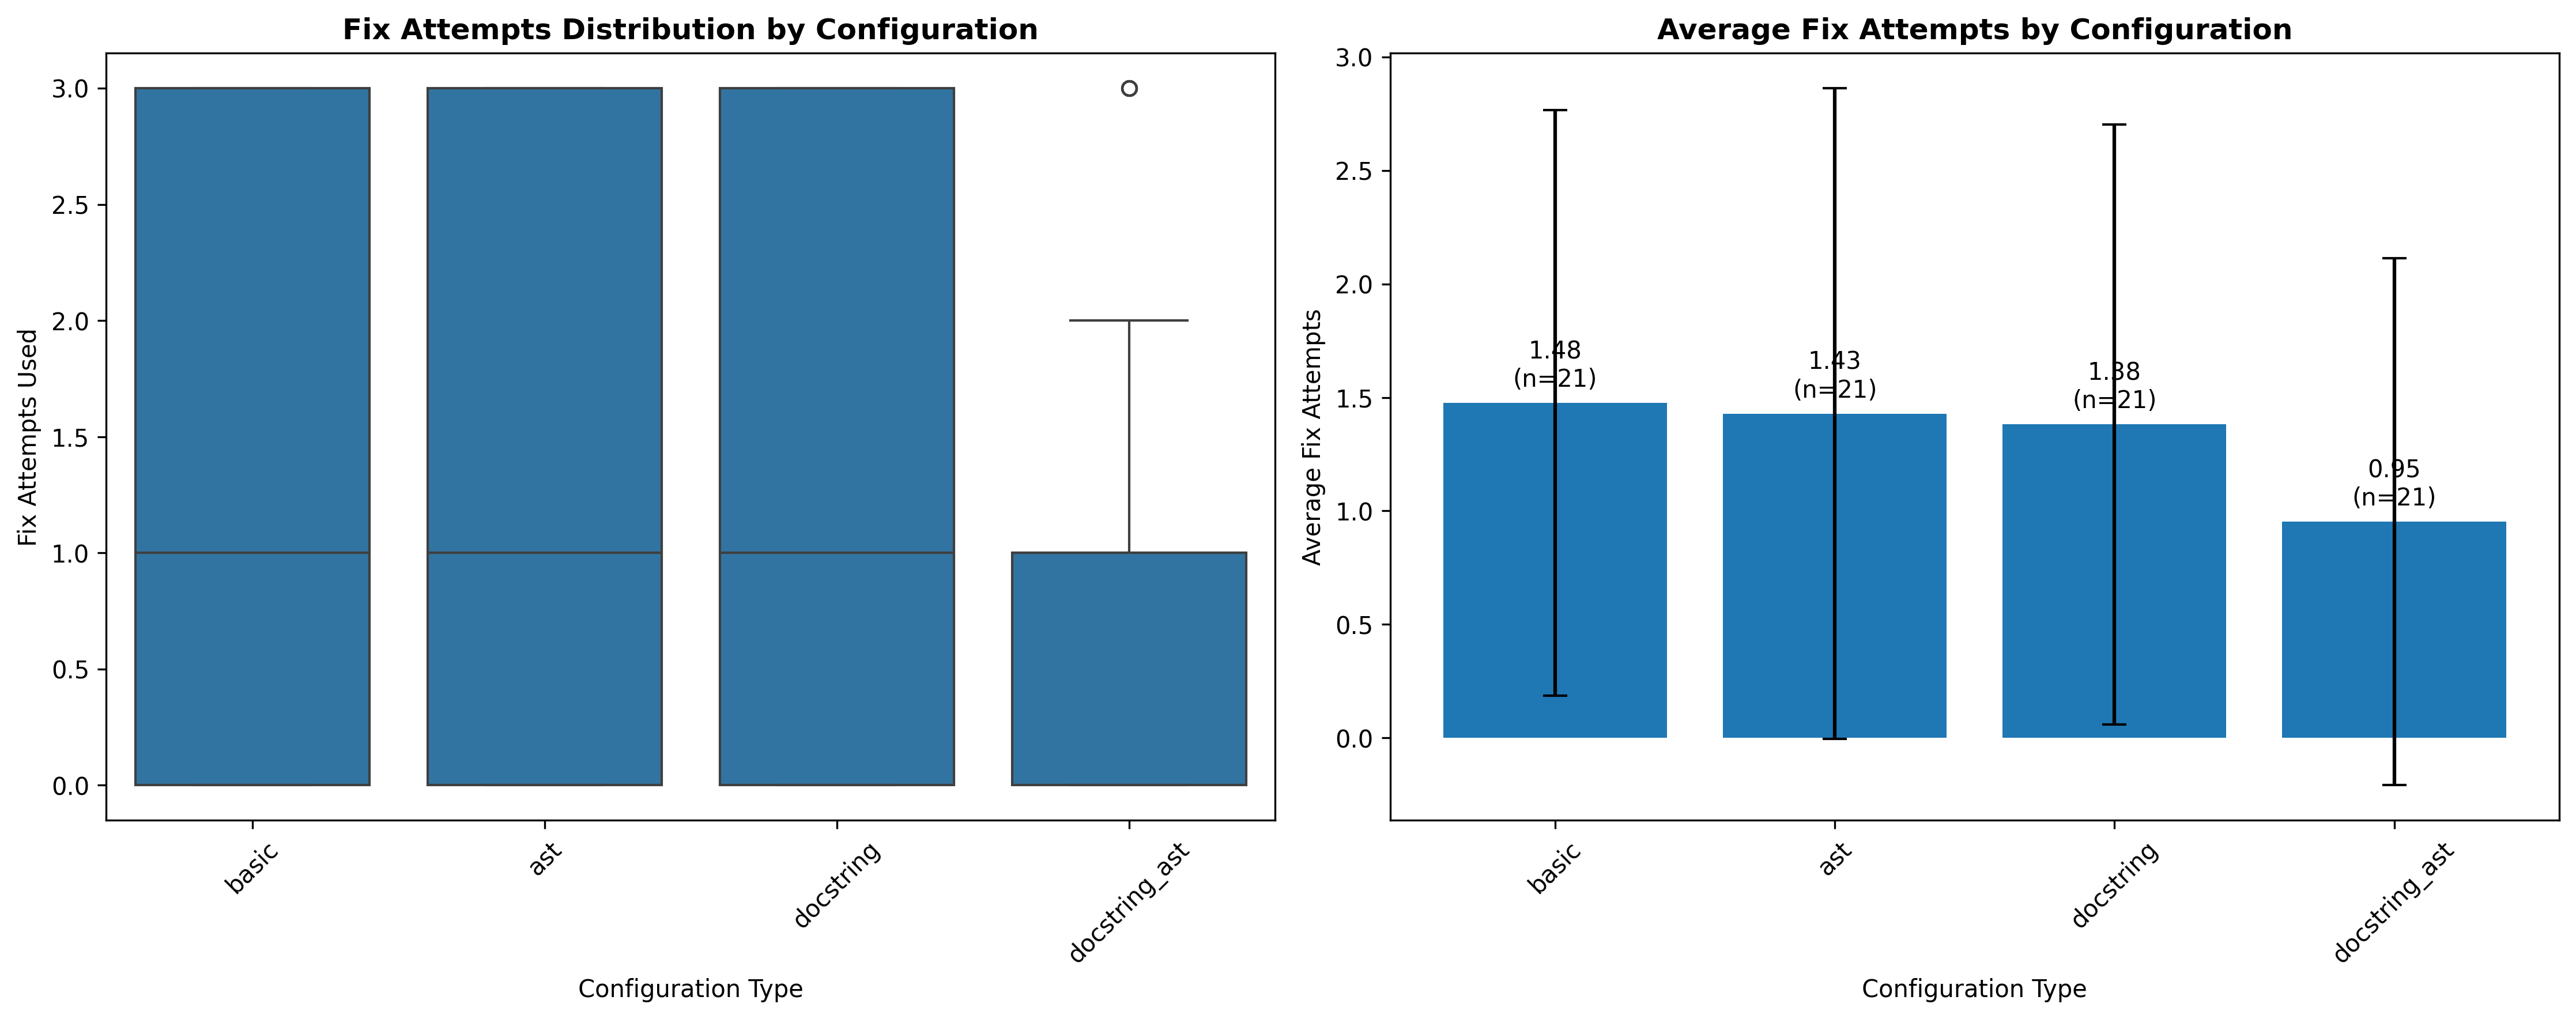 Fix Attempts Distribution by Configuration
Fix Attempts Used
3.0
2.5
2.0
1.5
1.0
0.5
0.0
basic
ast
docstring
docstring_ast
Configuration Type
Average Fix Attempts by Configuration
Average Fix Attempts
3.0
2.5
2.0
1.5
1.0
0.5
0.0
1.48
(n=21)
1.43
(n=21)
1.38
(n=21)
0.95
(n=21)
basic
ast
docstring
docstring_ast
Configuration Type